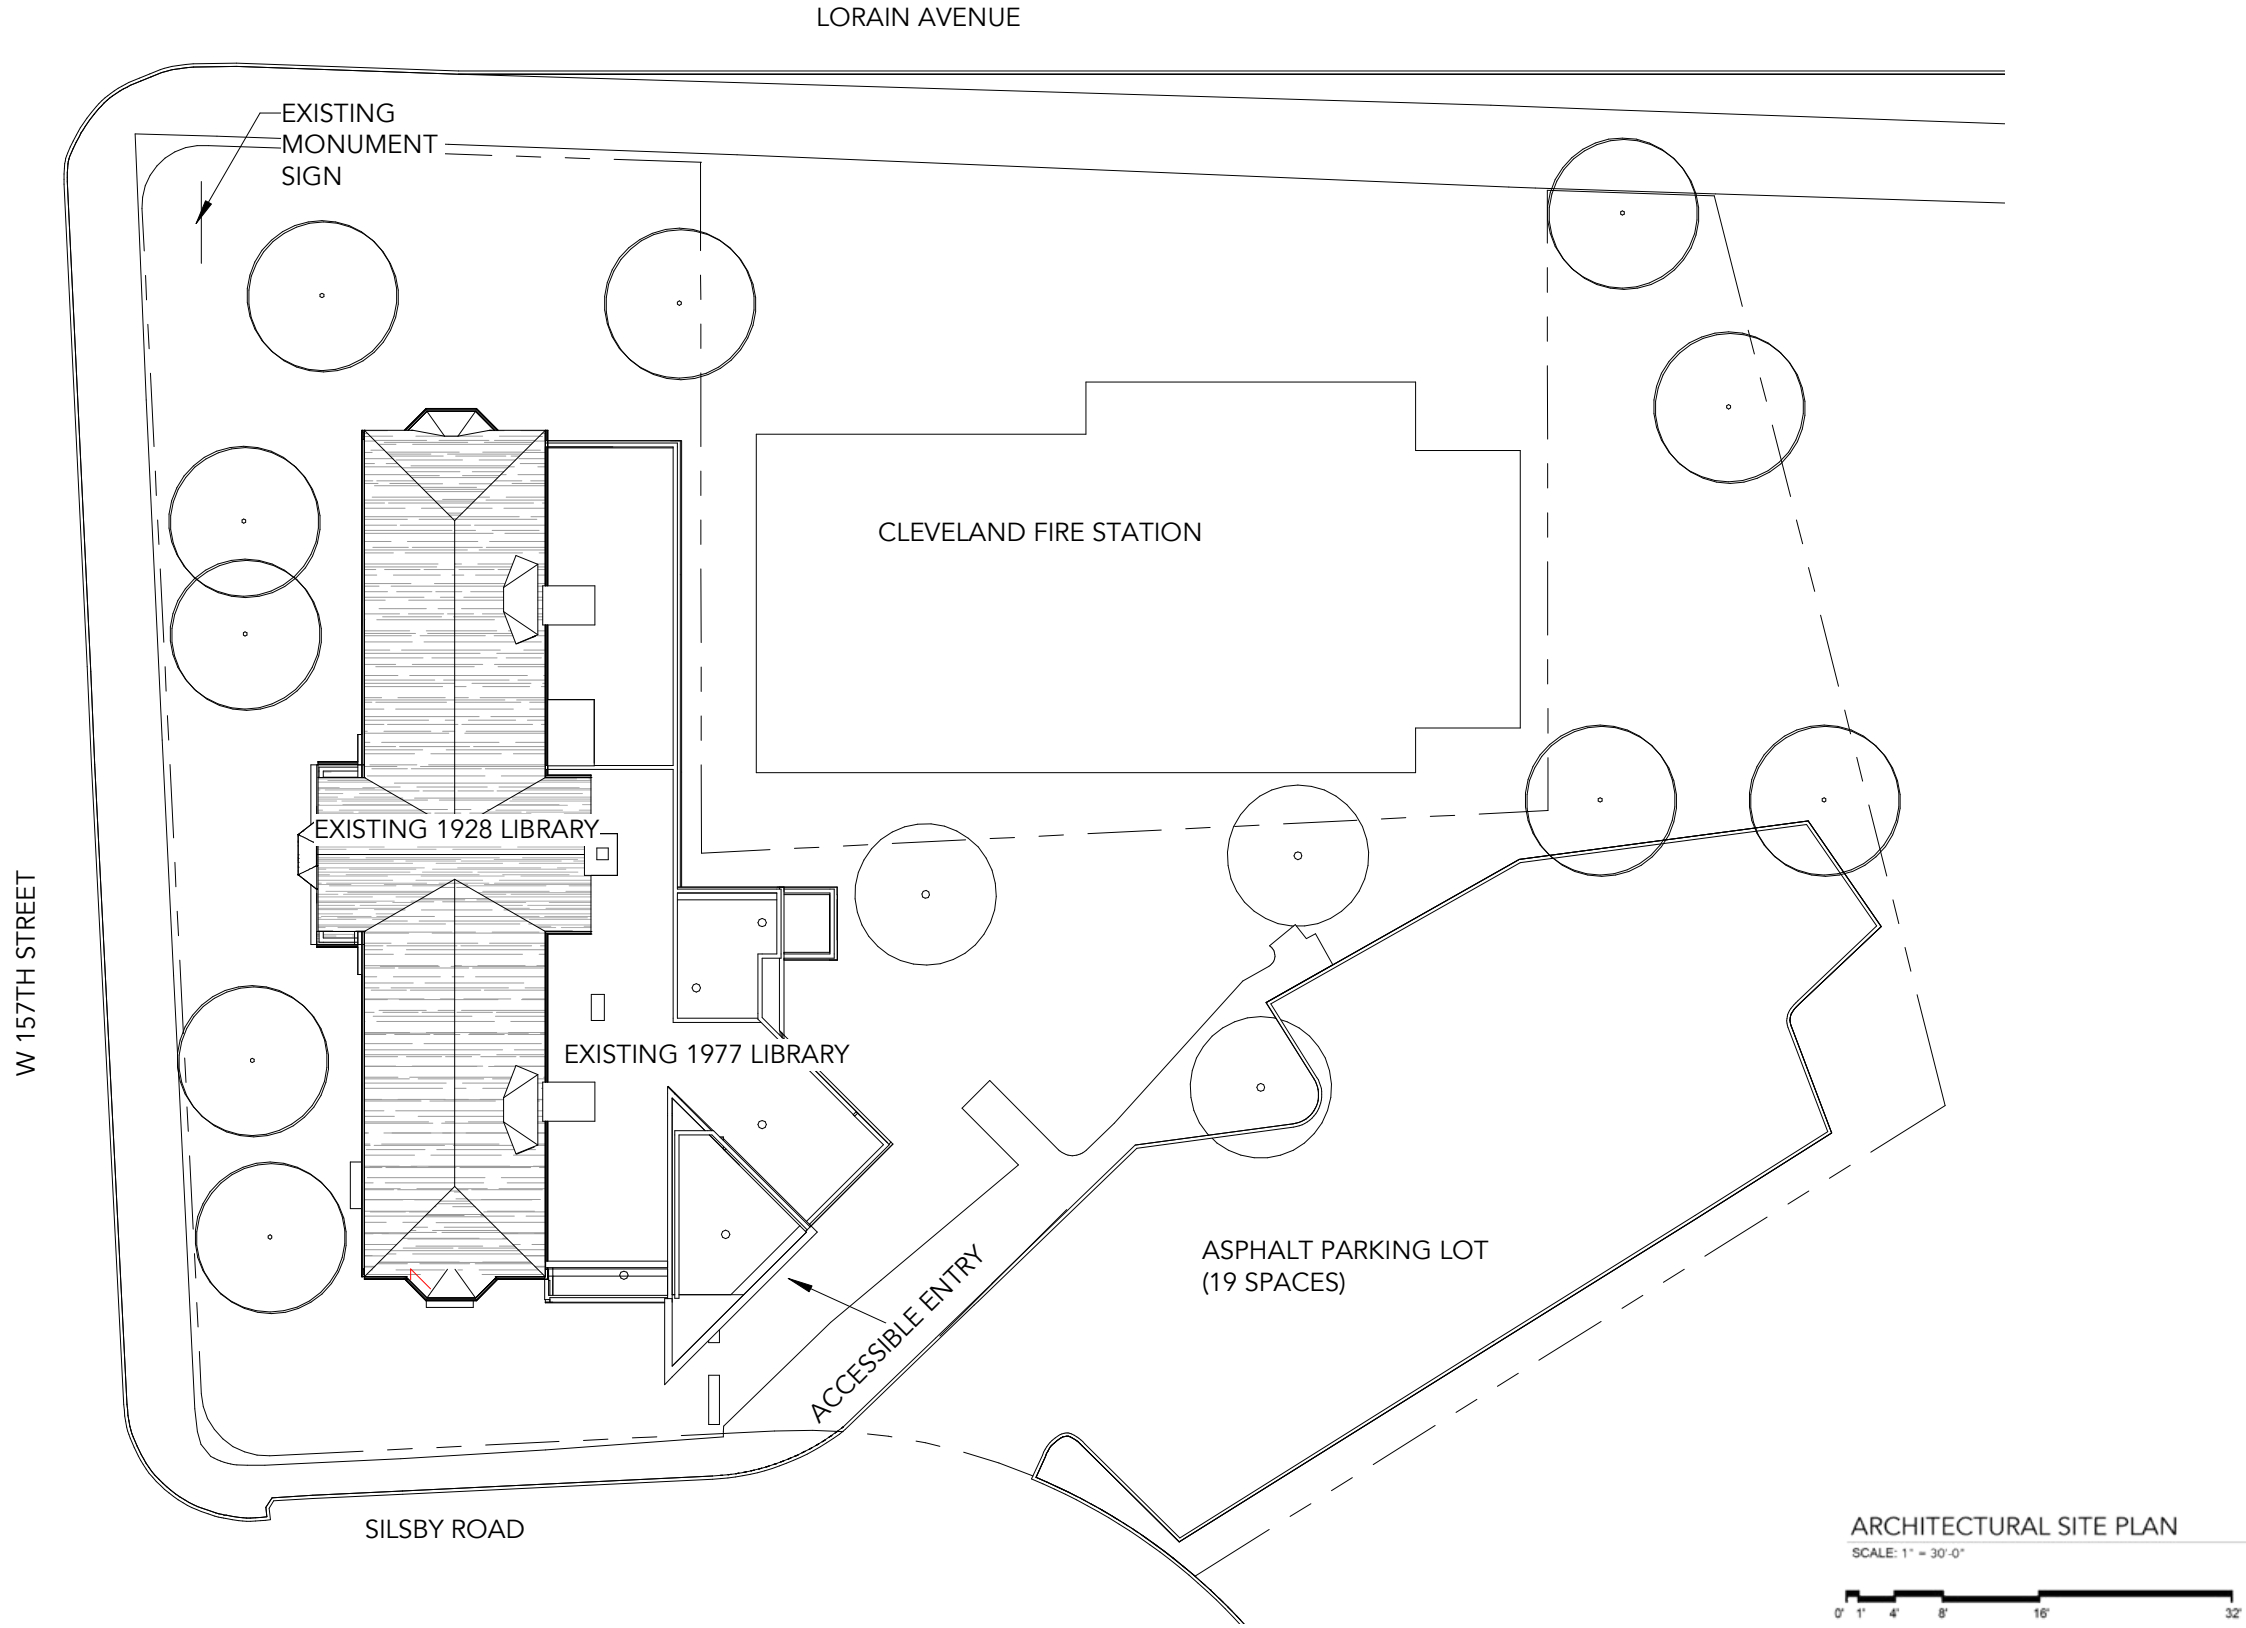 LORAIN AVENUE
EXISTING
MONUMENT
SIGN
CLEVELAND FIRE STATION
EXISTING 1928 LIBRARY
W 157TH STREET
EXISTING 1977 LIBRARY
ACCESSIBLE ENTRY
ASPHALT PARKING LOT
(19 SPACES)
SILSBY ROAD
ARCHITECTURAL SITE PLAN
SCALE: 1" = 30'-0"
0' 1' 4' 8' 16' 32'